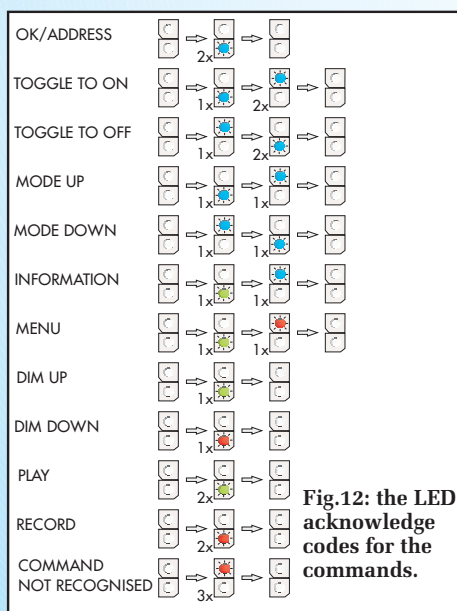 OK/ADDRESS
2x
TOGGLE TO ON
1x 2x
TOGGLE TO OFF
1x 2x
MODE UP
1x 1x
MODE DOWN
1x 1x
INFORMATION
1x 1x
MENU
1x 1x
DIM UP
1x
DIM DOWN
1x
PLAY
2x
RECORD
2x
COMMAND
NOT RECOGNISED
3x
Fig.12: the LED
acknowledge
codes for the
commands.